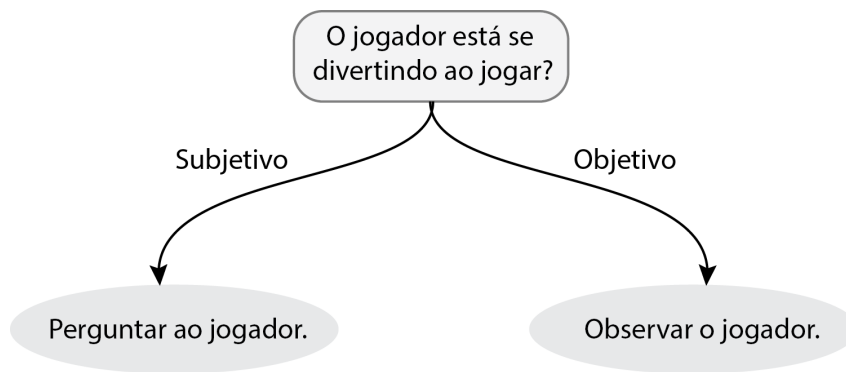 O jogador está se
divertindo ao jogar?
Subjetivo
Objetivo
Perguntar ao jogador.
Observar o jogador.